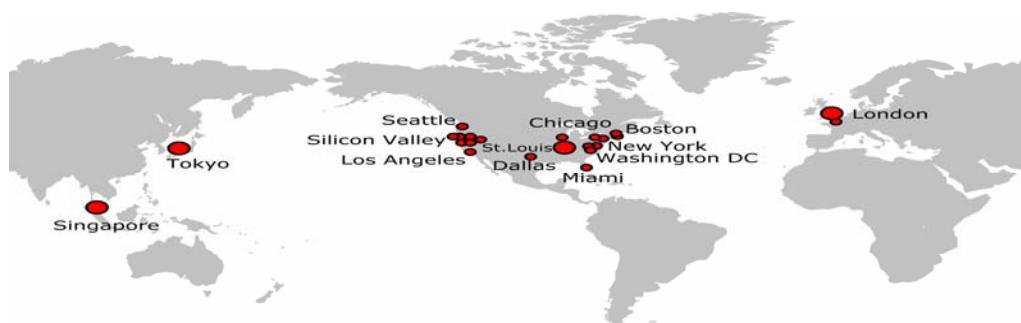 Seattle
Chicago
Boston
London
Silicon Valley
St.Louis
New York
Tokyo
Los Angeles
Dallas
Washington DC
Miami
Singapore